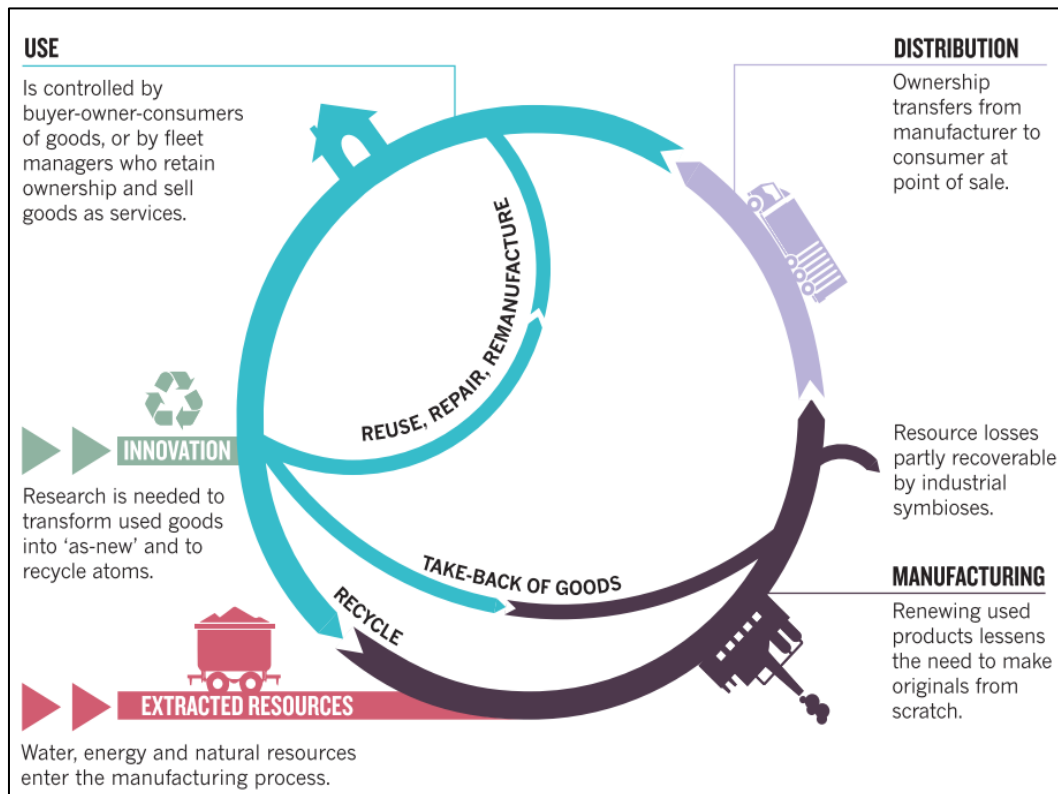 USE
Is controlled by
buyer-owner-consumers
of goods, or by fleet
managers who retain
ownership and sell
goods as services.
DISTRIBUTION
Ownership
transfers from
manufacturer to
consumer at
point of sale.
REUSE, REPAIR, REMANUFACTURE
INNOVATION
Research is needed to
transform used goods
into ‘as-new’ and to
recycle atoms.
Resource losses
partly recoverable
by industrial
symbioses.
TAKE-BACK OF GOODS
RECYCLE
MANUFACTURING
Renewing used
products lessens
the need to make
originals from
scratch.
EXTRACTED RESOURCES
Water, energy and natural resources
enter the manufacturing process.